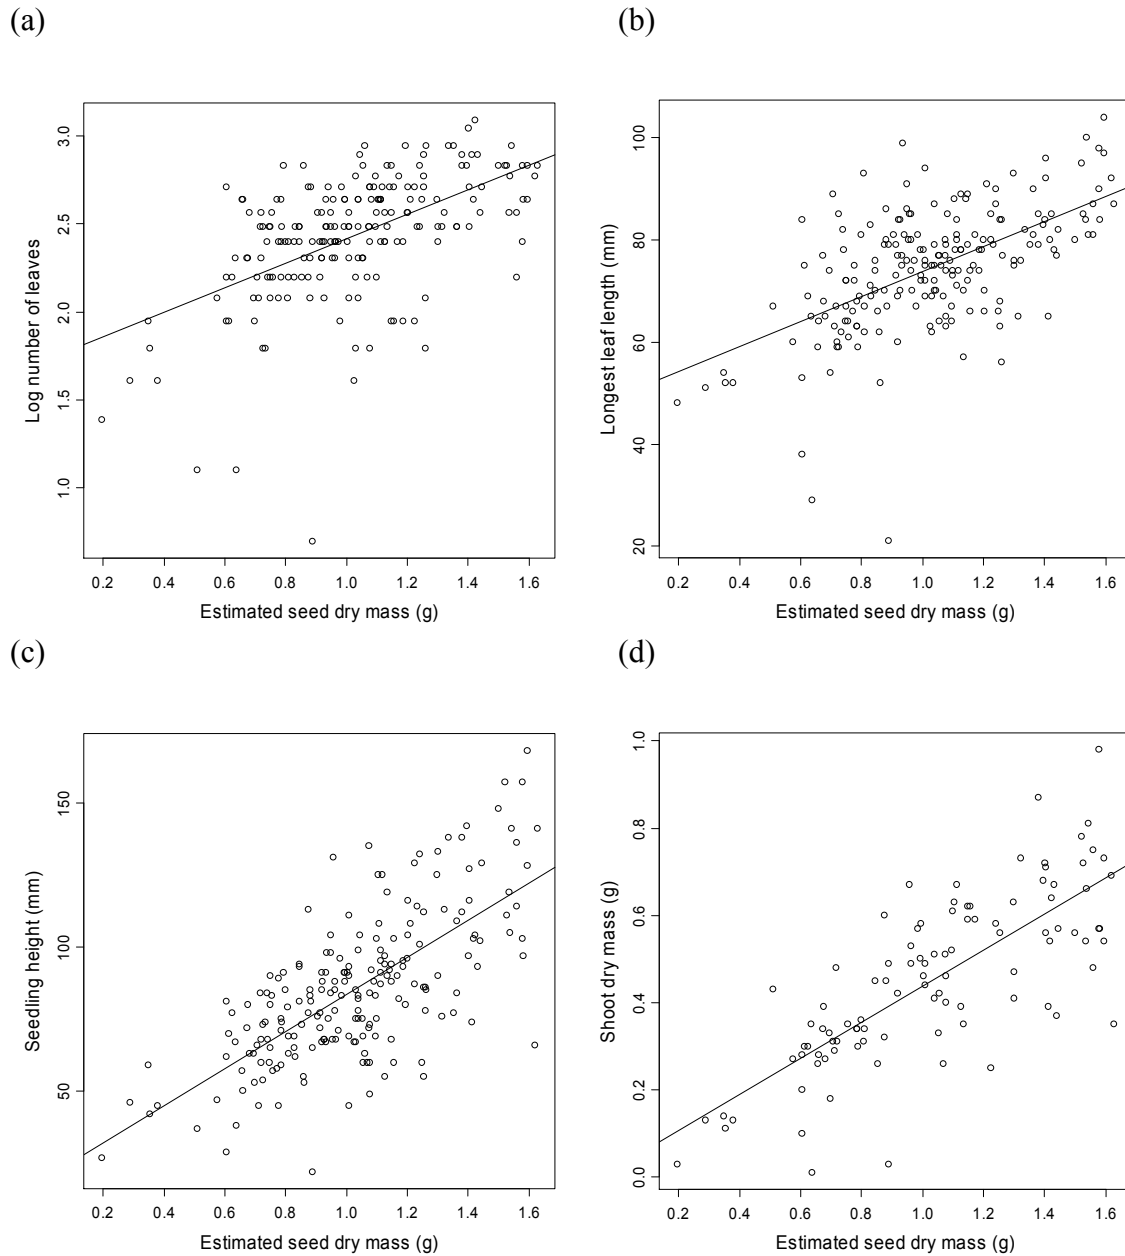 (a)
(b)
Log number of leaves
3.0
2.5
2.0
1.5
1.0
0.2 0.4 0.6 0.8 1.0 1.2 1.4 1.6
Estimated seed dry mass (g)
Longest leaf length (mm)
100
80
60
40
20
0.2 0.4 0.6 0.8 1.0 1.2 1.4 1.6
Estimated seed dry mass (g)
(c)
(d)
Seedling height (mm)
150
100
50
0.2 0.4 0.6 0.8 1.0 1.2 1.4 1.6
Estimated seed dry mass (g)
Shoot dry mass (g)
1.0
0.8
0.6
0.4
0.2
0.0
0.2 0.4 0.6 0.8 1.0 1.2 1.4 1.6
Estimated seed dry mass (g)